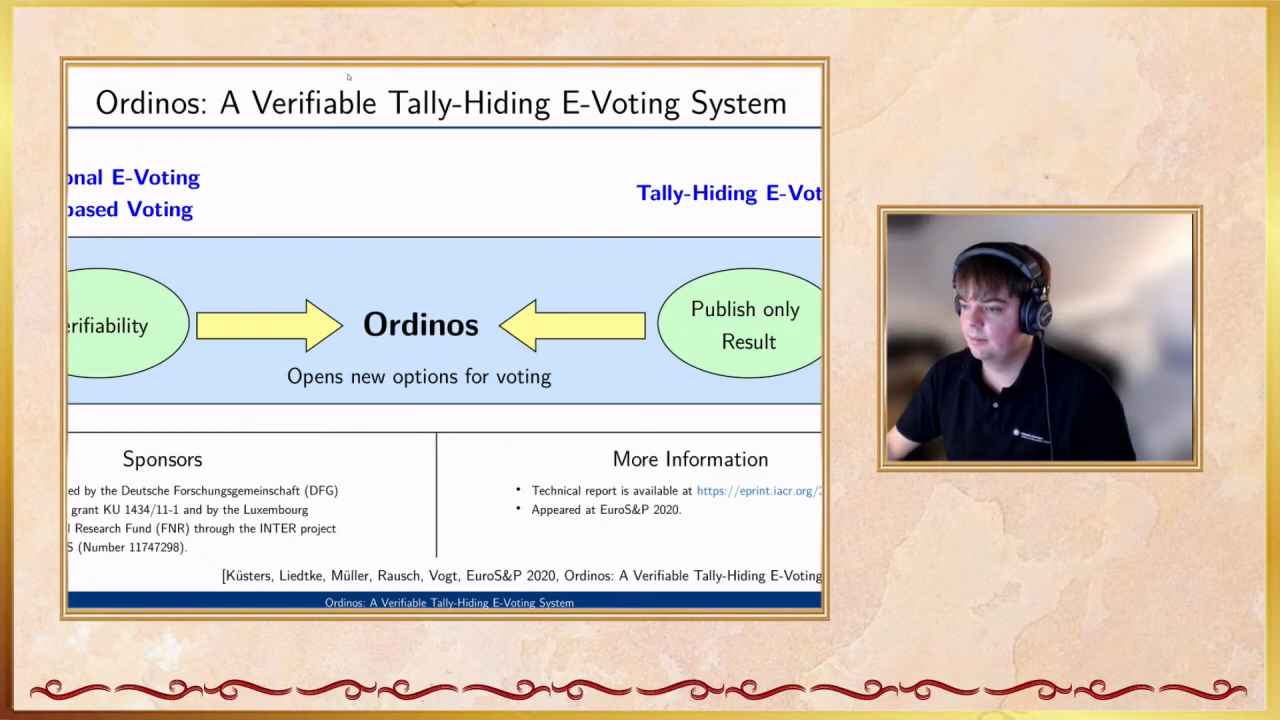 Ordinos: A Verifiable Tally-Hiding E-Voting System
onal E-Voting
based Voting
Tally-Hiding E-Vot
erifiability
Ordinos
Publish only
Result
Opens new options for voting
Sponsors
ed by the Deutsche Forschungsgemeinschaft (DFG)
grant KU 1434/11-1 and by the Luxembourg
l Research Fund (FNR) through the INTER project
S (Number 11747298).
More Information
• Technical report is available at https://eprint.iacr.org/2
• Appeared at EuroS&P 2020.
[Küsters, Liedtke, Müller, Rausch, Vogt, EuroS&P 2020, Ordinos: A Verifiable Tally-Hiding E-Voting
Ordinos: A Verifiable Tally-Hiding E-Voting System